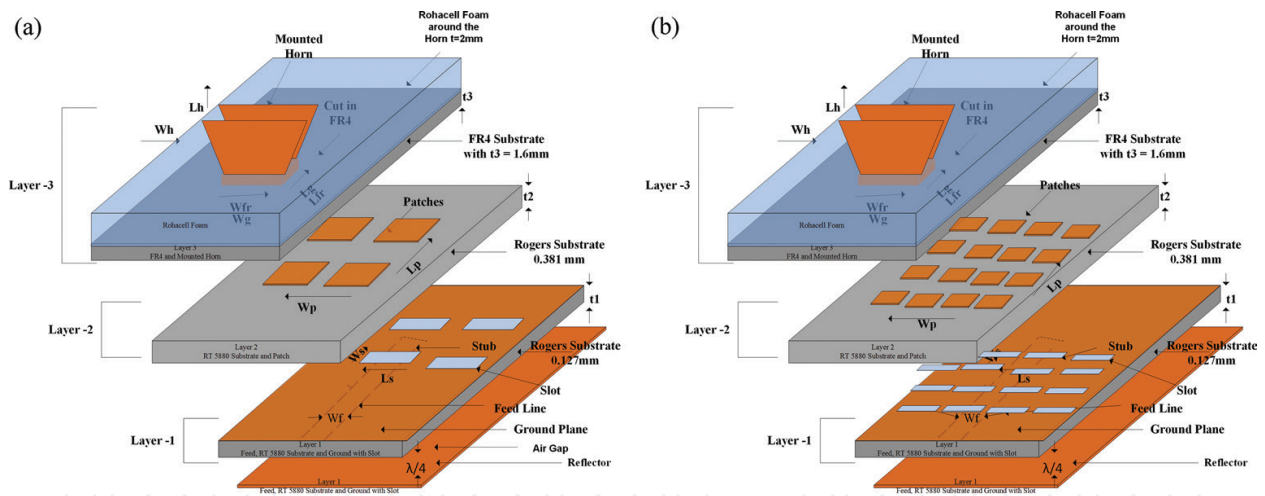 (a)
Mounted
Horn
Rohacell Foam
around the
Horn t=2mm
Lh
Wh
Cut in
FR4
t3
FR4 Substrate
with t3 = 1.6mm
Layer -3
Lg
Lfr
Wfr
Wg
Rohacell Foam
Layer 3
FR4 and Mounted Horn
Patches
t2
Rogers Substrate
0.381 mm
Lp
Wp
t1
Layer -2
Layer 2
RT 5880 Substrate and Patch
Ws
Stub
Rogers Substrate
0.127mm
Ls
Slot
Wf
Feed Line
Ground Plane
Layer -1
Layer 1
Feed, RT 5880 Substrate and Ground with Slot
Air Gap
λ/4
Reflector
Layer 1
Feed, RT 5880 Substrate and Ground with Slot
(b)
Mounted
Horn
Rohacell Foam
around the
Horn t=2mm
Lh
Wh
Cut in
FR4
t3
FR4 Substrate
with t3 = 1.6mm
Layer -3
Lg
Lfr
Wfr
Wg
Rohacell Foam
Layer 3
FR4 and Mounted Horn
Patches
t2
Rogers Substrate
0.381 mm
Lp
Wp
t1
Layer -2
Layer 2
RT 5880 Substrate and Patch
Stub
Rogers Substrate
0.127mm
Ls
Slot
Wf
Feed Line
Ground Plane
Layer -1
Layer 1
Feed, RT 5880 Substrate and Ground with Slot
λ/4
Reflector
Layer 1
Feed, RT 5880 Substrate and Ground with Slot